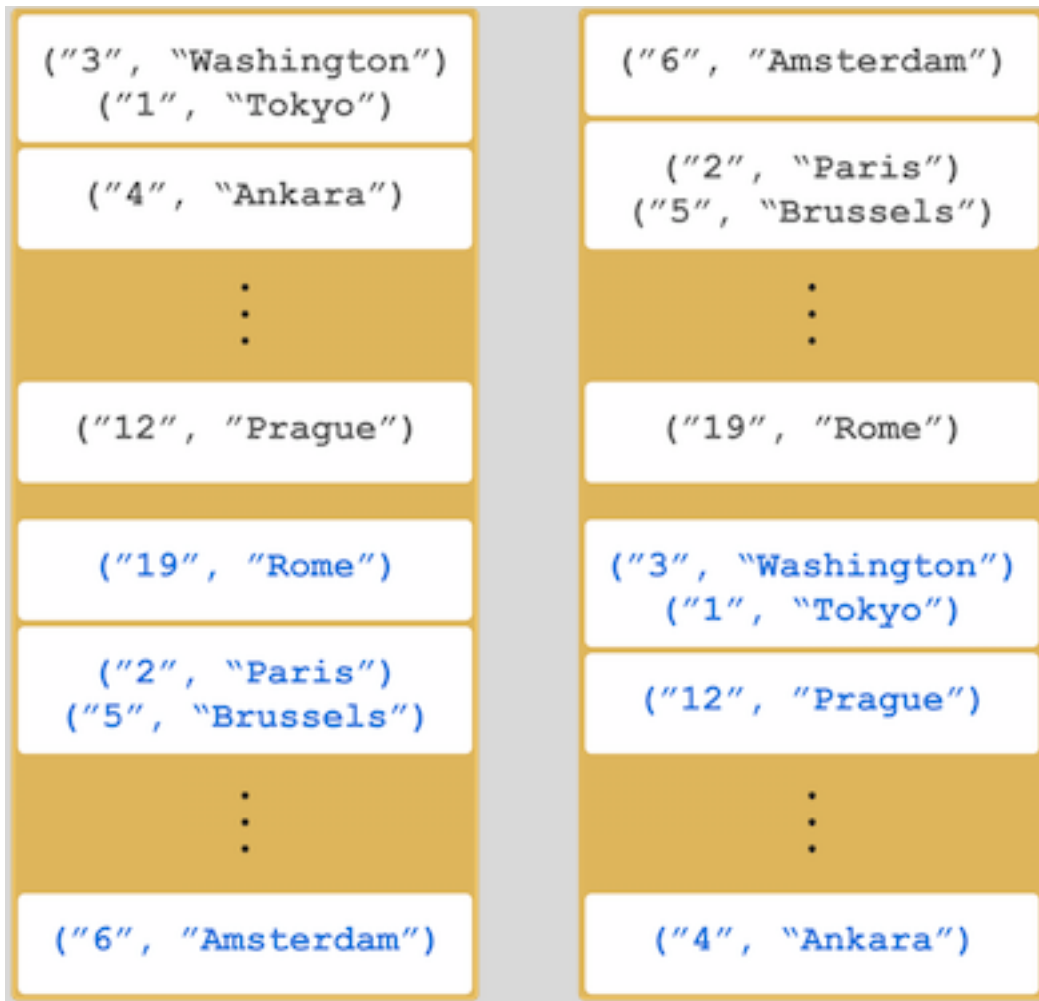 ("3", “Washington”)
("1", “Tokyo”)
("4", “Ankara”)
("12", "Prague")
("19", "Rome")
("2", “Paris”)
("5", “Brussels”)
("6", "Amsterdam")
("6", "Amsterdam")
("2", “Paris”)
("5", “Brussels”)
("19", "Rome")
("3", “Washington”)
("1", “Tokyo”)
("12", "Prague")
("4", “Ankara”)